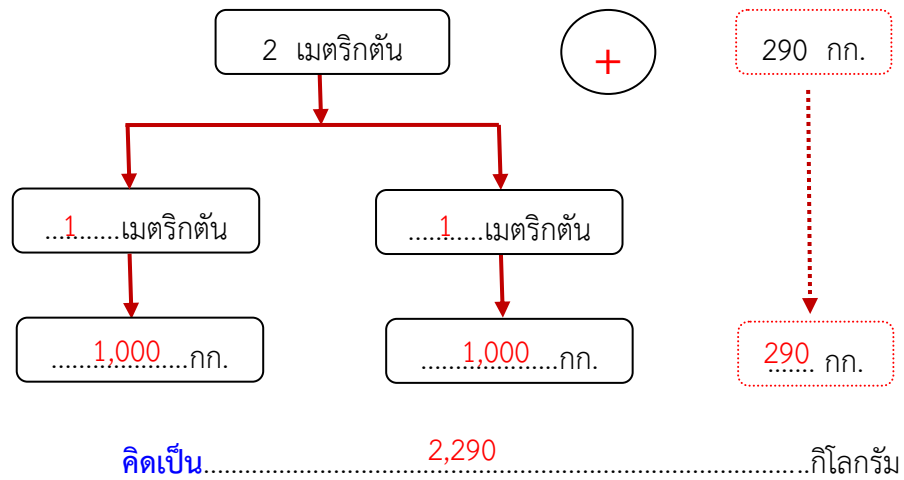 2 เมตริกตัน + 290 กก.
....1......เมตริกตัน ....1......เมตริกตัน
.....1,000....กก. .....1,000....กก. 290 กก.
คิดเป็น....................2,290....................กิโลกรัม